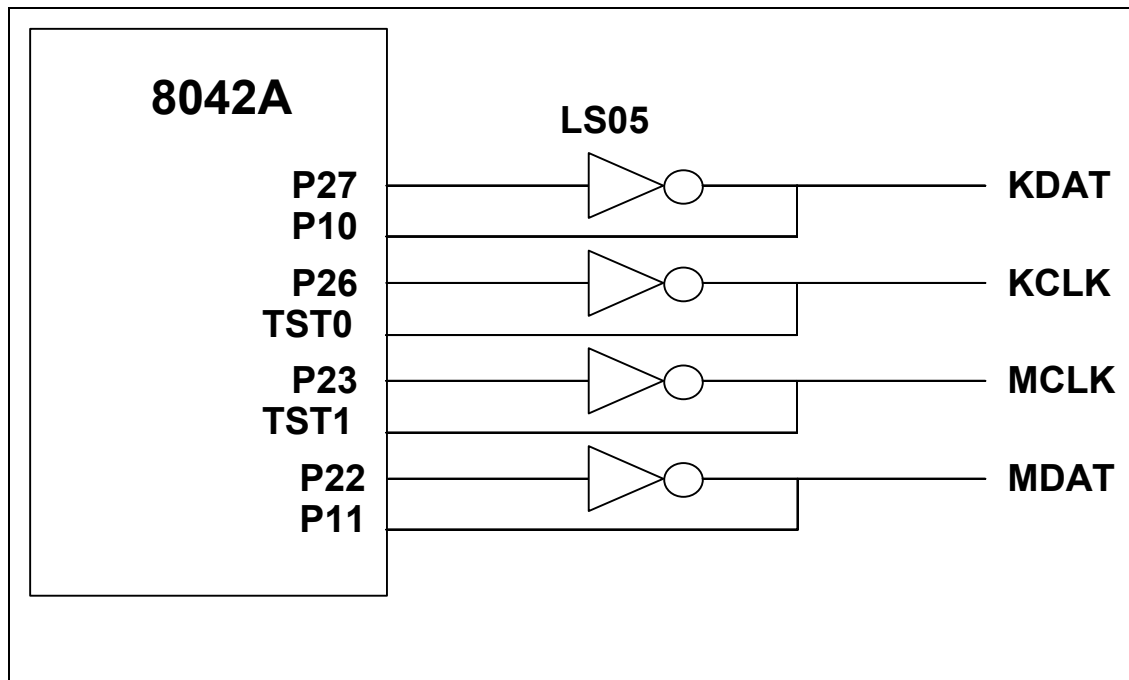 8042A
LS05
P27
KDAT
P10
P26
KCLK
TST0
P23
MCLK
TST1
P22
MDAT
P11